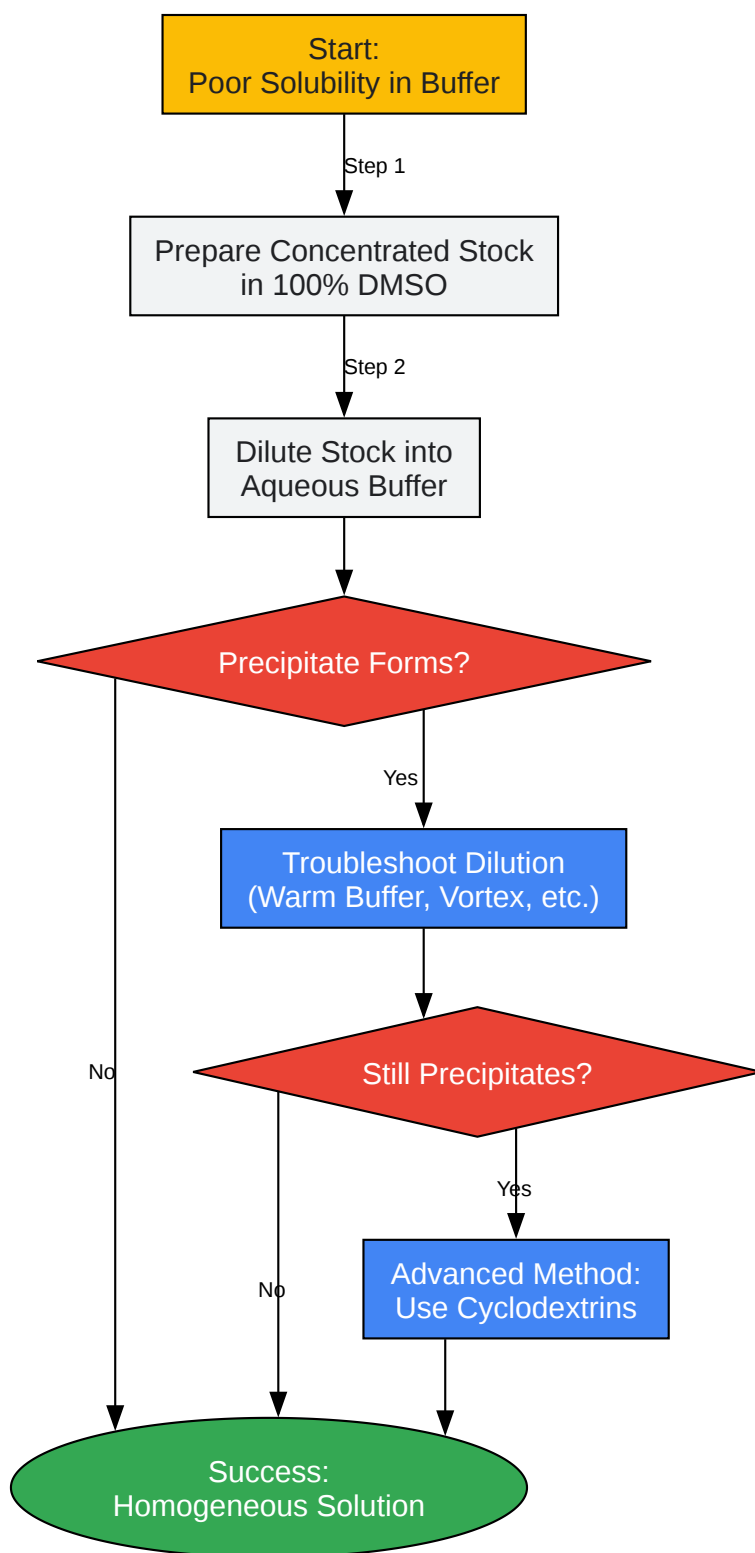 Start:
Poor Solubility in Buffer
Step 1
Prepare Concentrated Stock
in 100% DMSO
Step 2
Dilute Stock into
Aqueous Buffer
Precipitate Forms?
Yes
Troubleshoot Dilution
(Warm Buffer, Vortex, etc.)
No
Still Precipitates?
Yes
Advanced Method:
Use Cyclodextrins
No
Success:
Homogeneous Solution